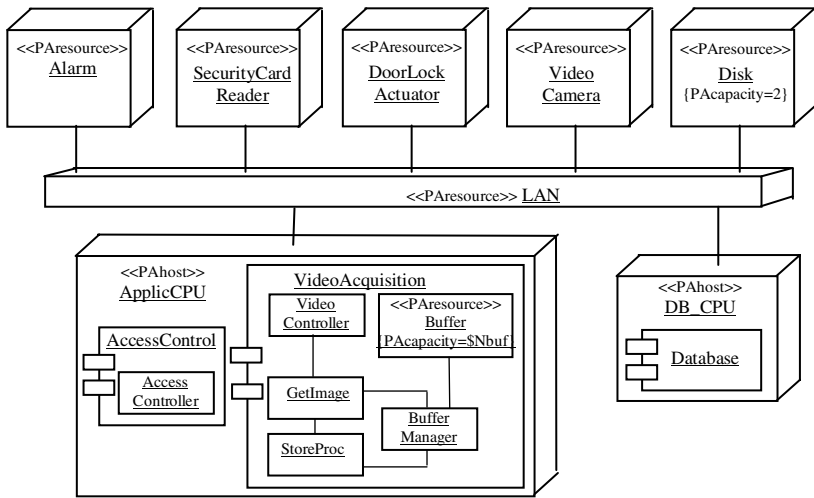 <<PAresource>>
Alarm
<<PAresource>>
SecurityCard
Reader
<<PAresource>>
DoorLock
Actuator
<<PAresource>>
Video
Camera
<<PAresource>>
Disk
{PAcapacity=2}
<<PAresource>> LAN
<<PAhost>>
ApplicCPU
AccessControl
Access
Controller
VideoAcquisition
Video
Controller
<<PAresource>>
Buffer
{PAcapacity=$Nbuf}
GetImage
Buffer
Manager
StoreProc
<<PAhost>>
DB_CPU
Database